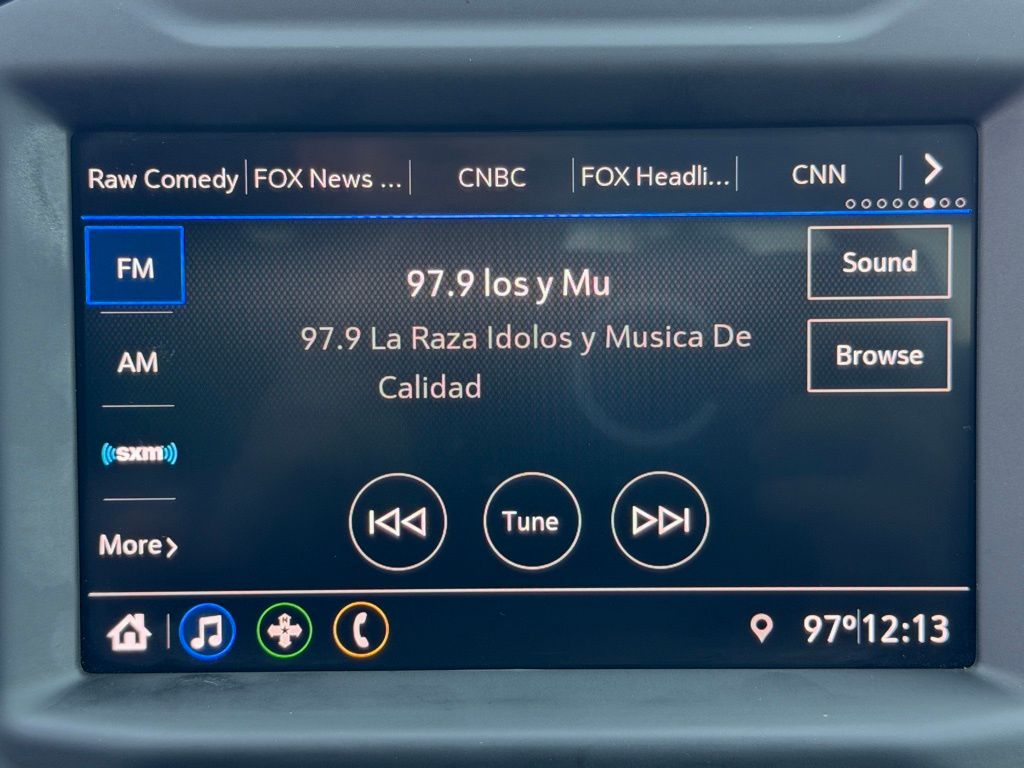 Raw Comedy FOX News ... CNBC FOX Headli... CNN
FM
97.9 los y Mu
Sound
97.9 La Raza Idolos y Musica De
Calidad
AM
Browse
sxm
More
Tune
97° 12:13